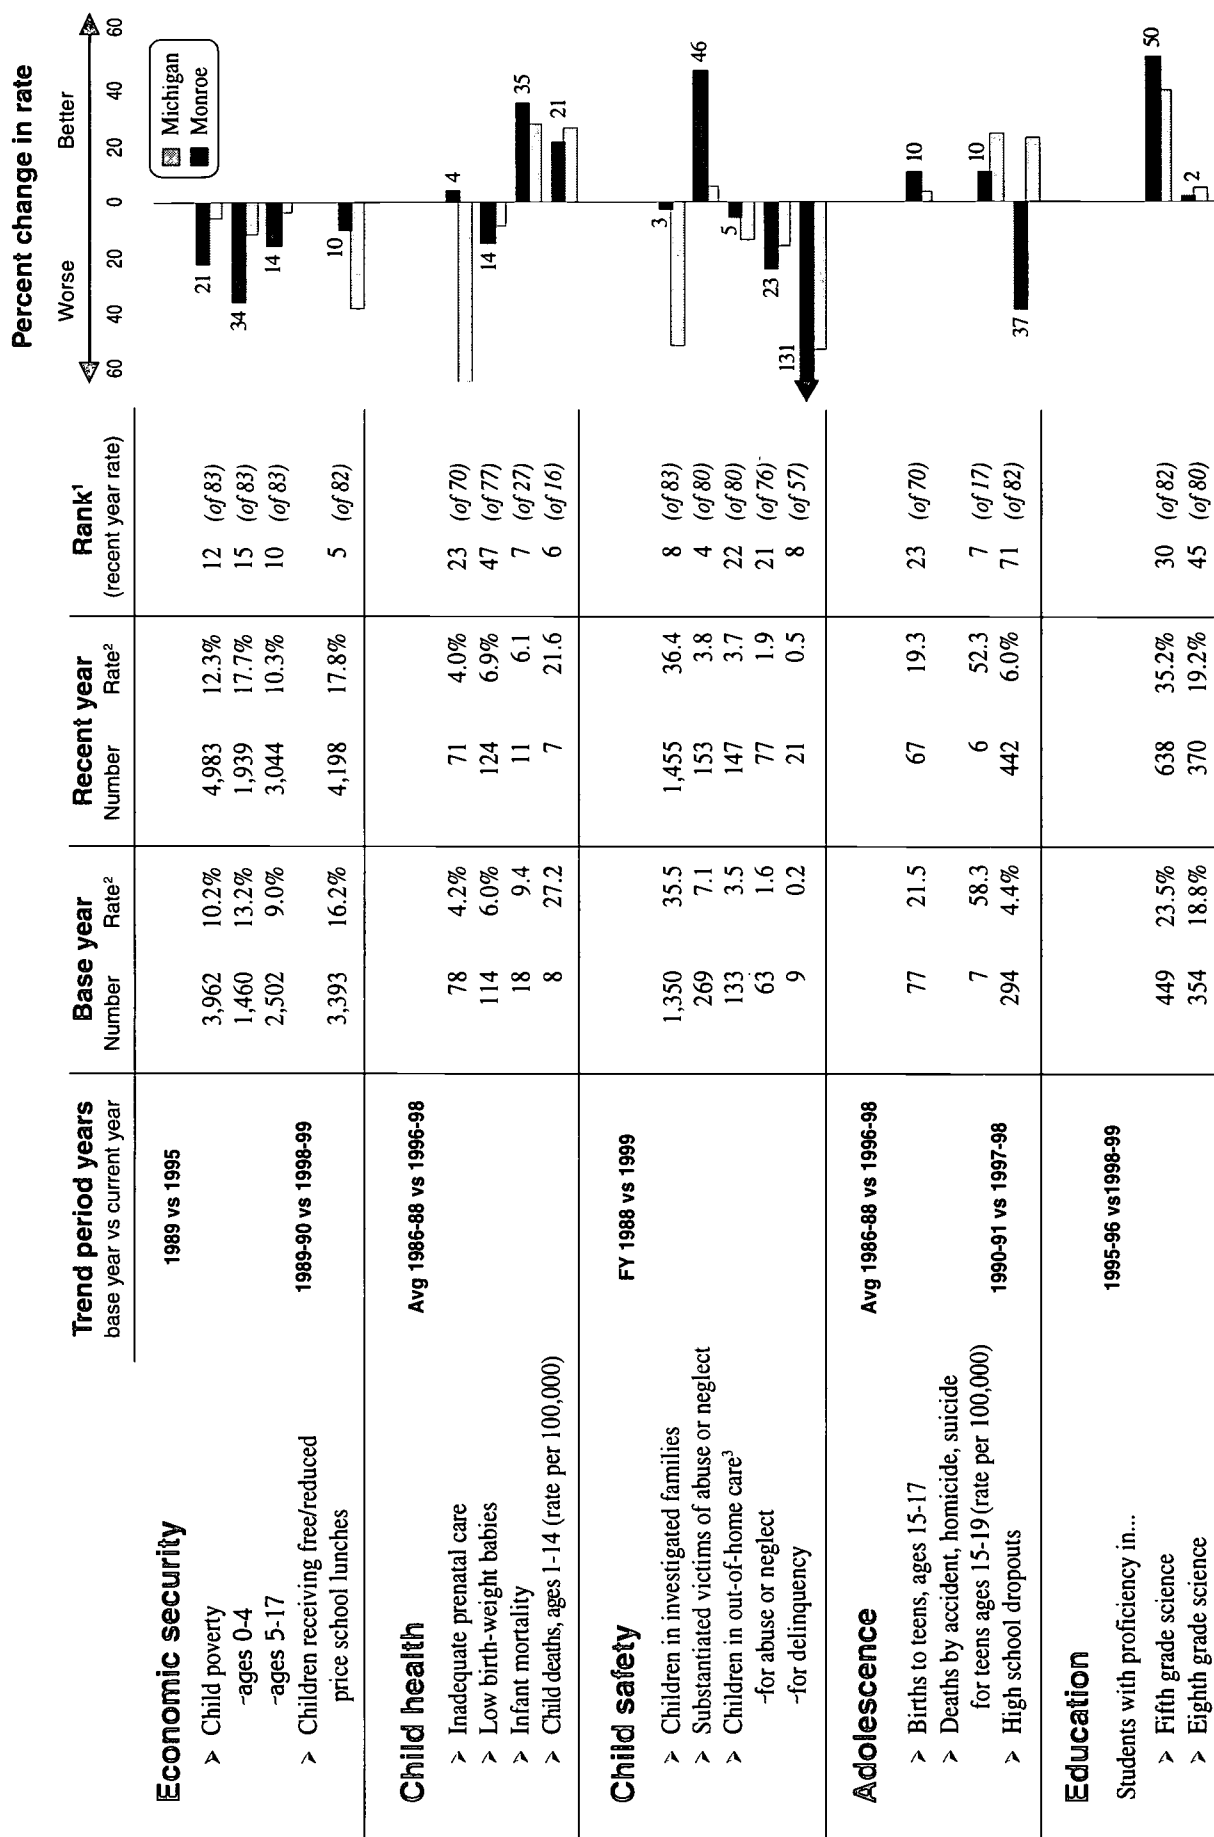 Percent change in rate
Trend period years Base year Recent year Rank¹ Worse Better
base year vs current year Number Rate² Number Rate² (recent year rate) 60 40 20 0 20 40 60
Economic security
1989 vs 1995
Michigan
Monroe
➢ Child poverty 3,962 10.2% 4,983 12.3% 12 (of 83) 21
-ages 0-4 1,460 13.2% 1,939 17.7% 15 (of 83) 34
-ages 5-17 2,502 9.0% 3,044 10.3% 10 (of 83) 14
➢ Children receiving free/reduced 1989-90 vs 1998-99
price school lunches 3,393 16.2% 4,198 17.8% 5 (of 82) 10
Child health
Avg 1986-88 vs 1996-98
➢ Inadequate prenatal care 78 4.2% 71 4.0% 23 (of 70) 4
➢ Low birth-weight babies 114 6.0% 124 6.9% 47 (of 77) 14
➢ Infant mortality 18 9.4 11 6.1 7 (of 27) 35
➢ Child deaths, ages 1-14 (rate per 100,000) 8 27.2 7 21.6 6 (of 16) 21
Child safety
FY 1988 vs 1999
➢ Children in investigated families 1,350 35.5 1,455 36.4 8 (of 83) 3
➢ Substantiated victims of abuse or neglect 269 7.1 153 3.8 4 (of 80) 46
➢ Children in out-of-home care³ 133 3.5 147 3.7 22 (of 80) 5
-for abuse or neglect 63 1.6 77 1.9 21 (of 76) 23
-for delinquency 9 0.2 21 0.5 8 (of 57) 131
Adolescence
Avg 1986-88 vs 1996-98
➢ Births to teens, ages 15-17 77 21.5 67 19.3 23 (of 70) 10
➢ Deaths by accident, homicide, suicide
for teens ages 15-19 (rate per 100,000) 7 58.3 6 52.3 7 (of 17) 10
➢ High school dropouts 1990-91 vs 1997-98 294 4.4% 442 6.0% 71 (of 82) 37
Education
1995-96 vs1998-99
Students with proficiency in...
➢ Fifth grade science 449 23.5% 638 35.2% 30 (of 82) 50
➢ Eighth grade science 354 18.8% 370 19.2% 45 (of 80) 2